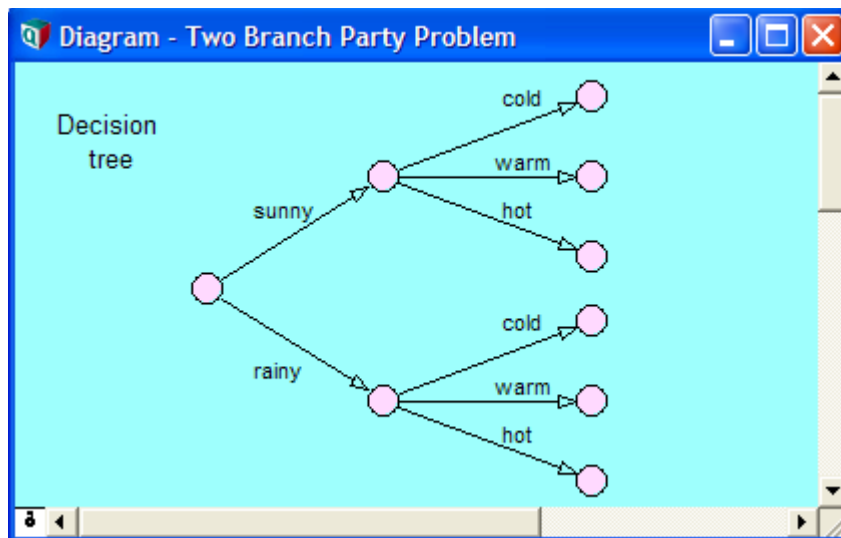 Diagram - Two Branch Party Problem
Decision
tree
cold
warm
sunny
hot
cold
rainy
warm
hot